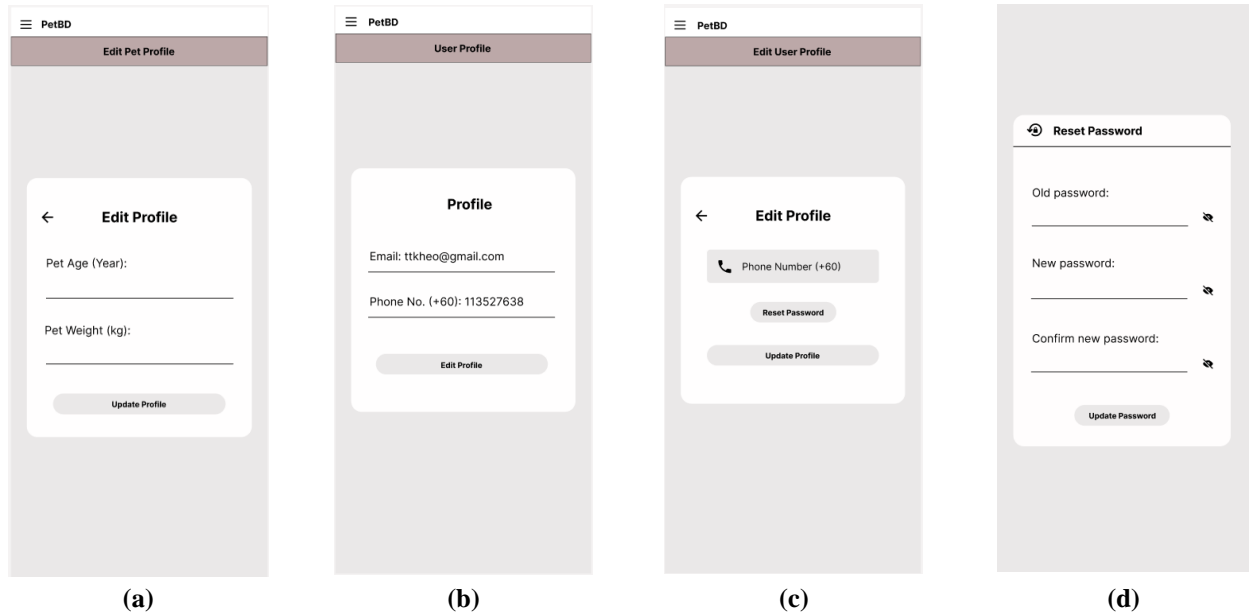 PetBD
Edit Pet Profile
Edit Profile
Pet Age (Year):
Pet Weight (kg):
Update Profile
(a)
PetBD
User Profile
Profile
Email: ttkheo@gmail.com
Phone No. (+60): 113527638
Edit Profile
(b)
PetBD
Edit User Profile
Edit Profile
Phone Number (+60)
Reset Password
Update Profile
(c)
Reset Password
Old password:
New password:
Confirm new password:
Update Password
(d)